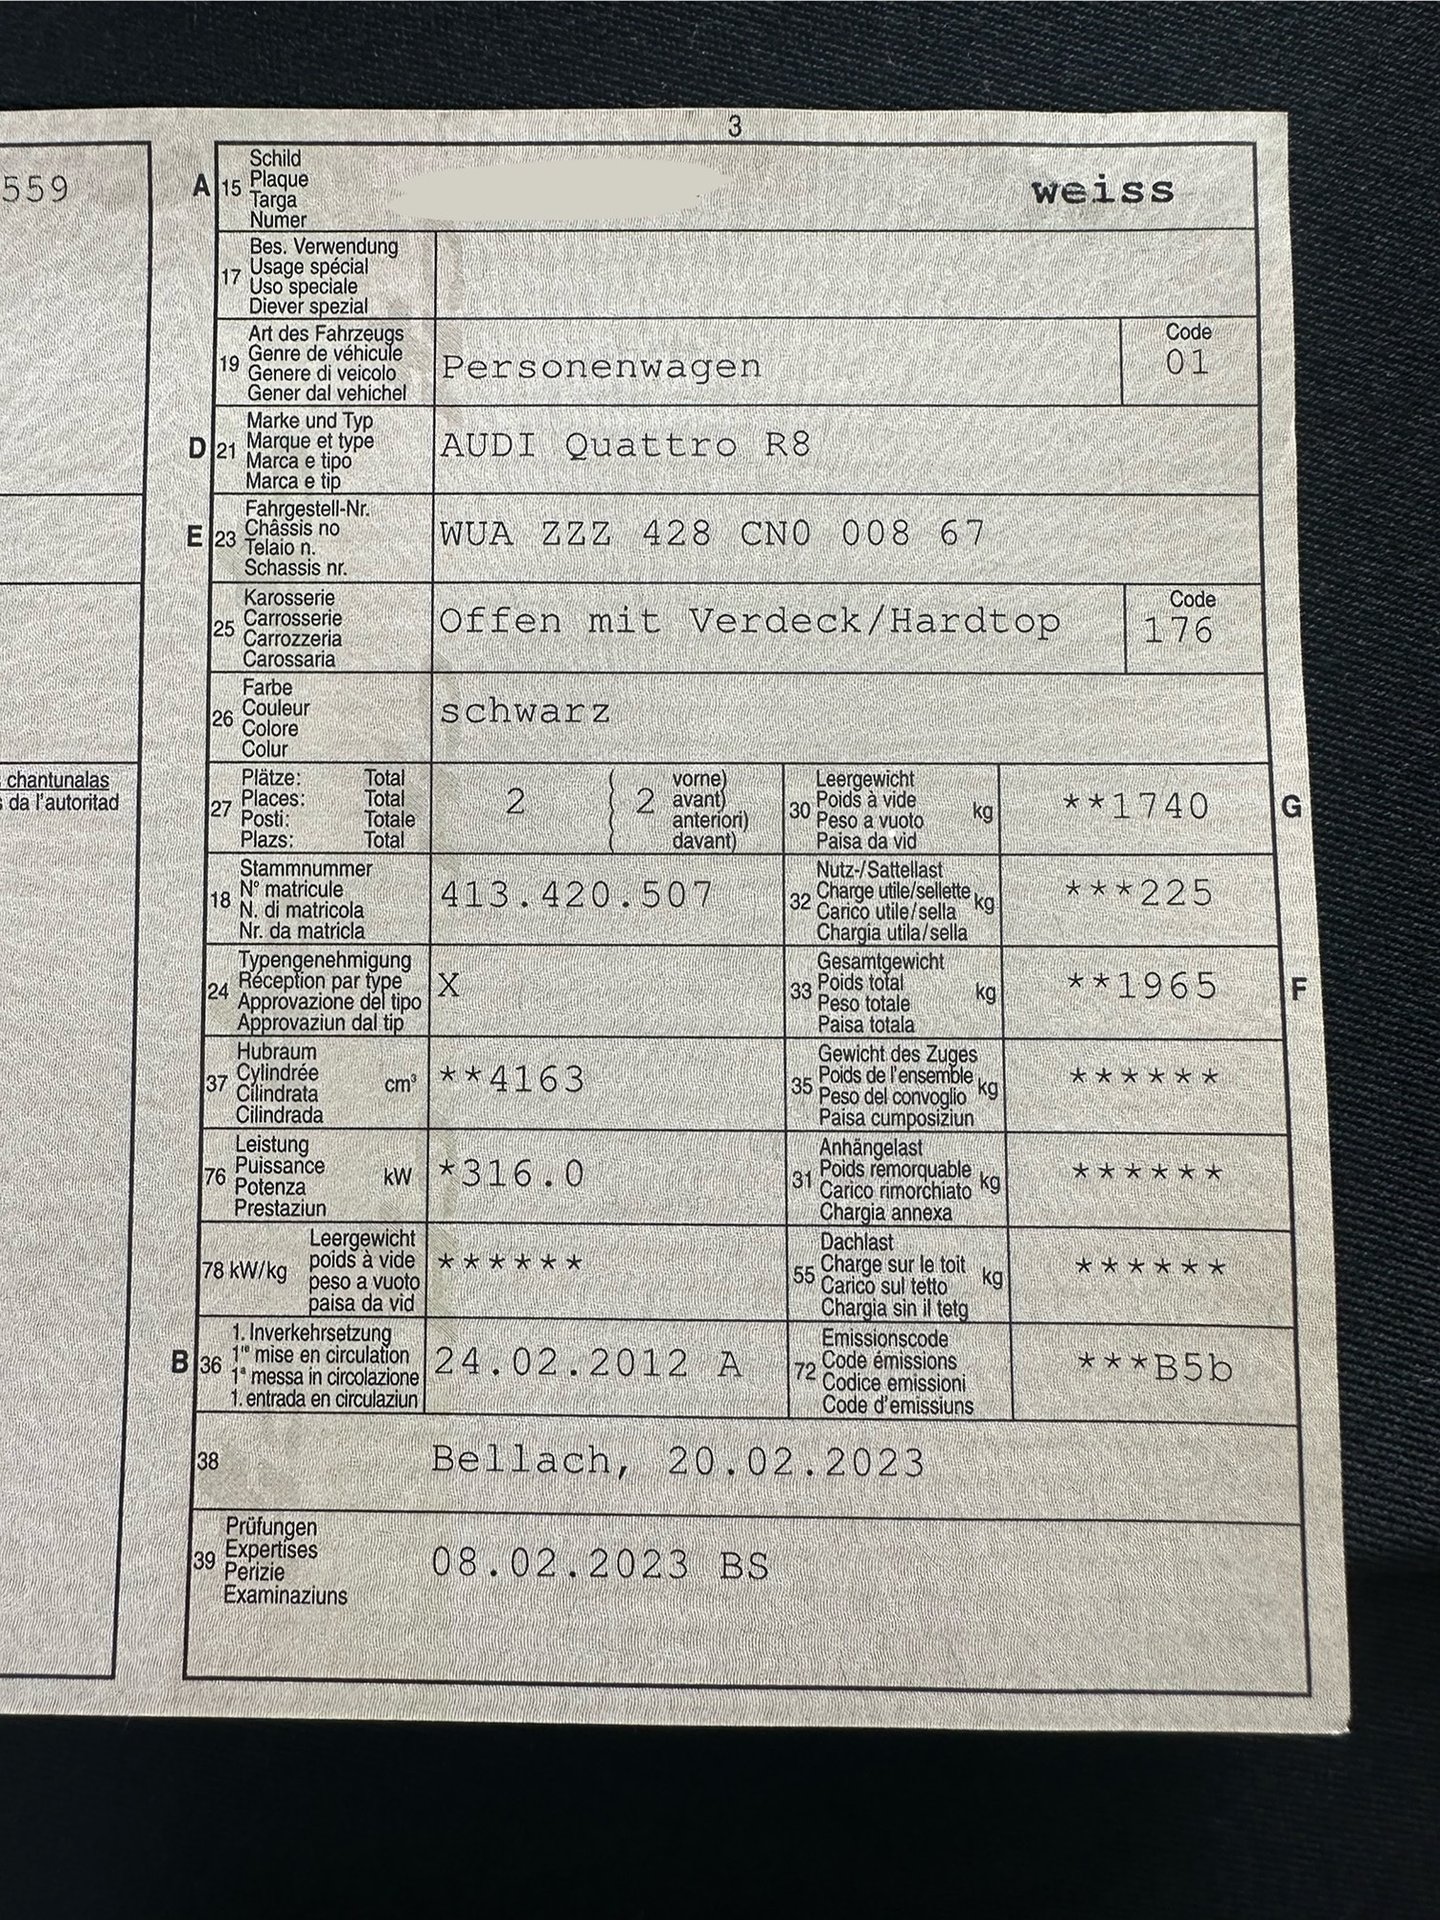 3
559
A 15 Schild
Plaque
Targa
Numer
weiss
17 Bes. Verwendung
Usage spécial
Uso speciale
Diever spezial
19 Art des Fahrzeugs
Genre de véhicule
Genere di veicolo
Gener dal vehichel
Personenwagen
Code
01
D 21 Marke und Typ
Marque et type
Marca e tipo
Marca e tip
AUDI Quattro R8
E 23 Fahrgestell-Nr.
Châssis no
Telaio n.
Schassis nr.
WUA ZZZ 428 CN0 008 67
25 Karosserie
Carrosserie
Carrozzeria
Carossaria
Offen mit Verdeck/Hardtop
Code
176
26 Farbe
Couleur
Colore
Colur
schwarz
chantunalas
da l'autoritad
27 Plätze: Total
Places: Total
Posti: Totale
Plazs: Total
2 ( 2 vorne)
avant)
anteriori)
davant)
30 Leergewicht
Poids à vide kg
Peso a vuoto
Paisa da vid
**1740
G
18 Stammnummer
N° matricule
N. di matricola
Nr. da matricla
413.420.507
32 Nutz-/Sattellast
Charge utile/sellette kg
Carico utile/sella
Chargia utila/sella
***225
24 Typengenehmigung
Réception par type
Approvazione del tipo
Approvaziun dal tip
X
33 Gesamtgewicht
Poids total kg
Peso totale
Paisa totala
**1965
F
37 Hubraum
Cylindrée cm³
Cilindrata
Cilindrada
**4163
35 Gewicht des Zuges
Poids de l'ensemble kg
Peso del convoglio
Paisa cumposiziun
******
76 Leistung
Puissance kW
Potenza
Prestaziun
*316.0
31 Anhängelast
Poids remorquable kg
Carico rimorchiato
Chargia annexa
******
78 kW/kg Leergewicht
poids à vide
peso a vuoto
paisa da vid
******
55 Dachlast
Charge sur le toit kg
Carico sul tetto
Chargia sin il tetg
******
B 36 1. Inverkehrsetzung
1re mise en circulation
1a messa in circolazione
1. entrada en circulaziun
24.02.2012 A
72 Emissionscode
Code émissions
Codice emissioni
Code d'emissiuns
***B5b
38 Bellach, 20.02.2023
39 Prüfungen
Expertises
Perizie
Examinaziuns
08.02.2023 BS